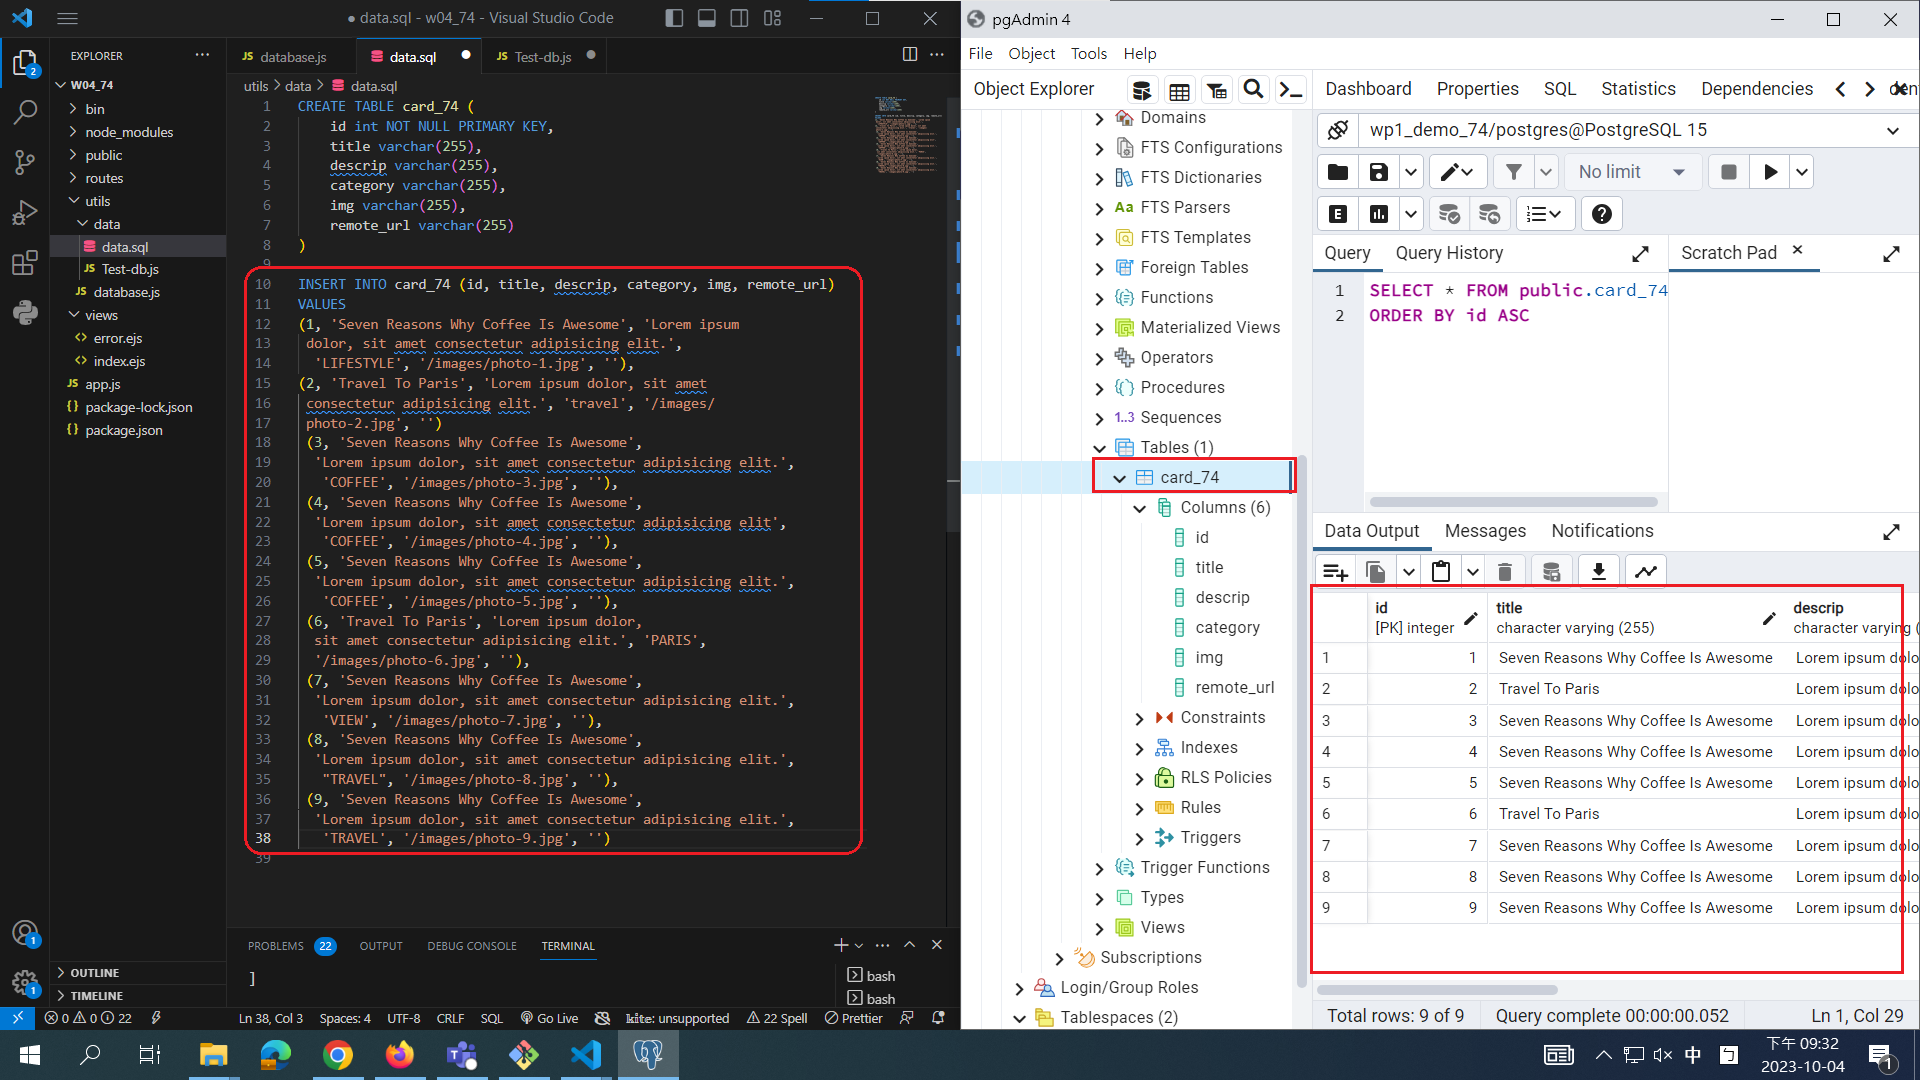 data.sql - w04_74 - Visual Studio Code
EXPLORER
W04_74
bin
node_modules
public
routes
utils
data
data.sql
Test-db.js
database.js
views
error.ejs
index.ejs
app.js
package-lock.json
package.json
OUTLINE
TIMELINE
database.js
data.sql
Test-db.js
utils > data > data.sql
1 CREATE TABLE card_74 (
2 id int NOT NULL PRIMARY KEY,
3 title varchar(255),
4 descrip varchar(255),
5 category varchar(255),
6 img varchar(255),
7 remote_url varchar(255)
8 )
9
10 INSERT INTO card_74 (id, title, descrip, category, img, remote_url)
11 VALUES
12 (1, 'Seven Reasons Why Coffee Is Awesome', 'Lorem ipsum
13 dolor, sit amet consectetur adipisicing elit.',
14 'LIFESTYLE', '/images/photo-1.jpg', ''),
15 (2, 'Travel To Paris', 'Lorem ipsum dolor, sit amet
16 consectetur adipisicing elit.', 'travel', '/images/
17 photo-2.jpg', '')
18 (3, 'Seven Reasons Why Coffee Is Awesome',
19 'Lorem ipsum dolor, sit amet consectetur adipisicing elit.',
20 'COFFEE', '/images/photo-3.jpg', ''),
21 (4, 'Seven Reasons Why Coffee Is Awesome',
22 'Lorem ipsum dolor, sit amet consectetur adipisicing elit',
23 'COFFEE', '/images/photo-4.jpg', ''),
24 (5, 'Seven Reasons Why Coffee Is Awesome',
25 'Lorem ipsum dolor, sit amet consectetur adipisicing elit.',
26 'COFFEE', '/images/photo-5.jpg', ''),
27 (6, 'Travel To Paris', 'Lorem ipsum dolor,
28 sit amet consectetur adipisicing elit.', 'PARIS',
29 '/images/photo-6.jpg', ''),
30 (7, 'Seven Reasons Why Coffee Is Awesome',
31 'Lorem ipsum dolor, sit amet consectetur adipisicing elit.',
32 'VIEW', '/images/photo-7.jpg', ''),
33 (8, 'Seven Reasons Why Coffee Is Awesome',
34 'Lorem ipsum dolor, sit amet consectetur adipisicing elit.',
35 "TRAVEL", '/images/photo-8.jpg', ''),
36 (9, 'Seven Reasons Why Coffee Is Awesome',
37 'Lorem ipsum dolor, sit amet consectetur adipisicing elit.',
38 'TRAVEL', '/images/photo-9.jpg', '')
39
PROBLEMS 22 OUTPUT DEBUG CONSOLE TERMINAL
]
bash
bash
0 0 22 Ln 38, Col 3 Spaces: 4 UTF-8 CRLF SQL Go Live kite: unsupported 22 Spell Prettier
pgAdmin 4
File Object Tools Help
Object Explorer
Domains
FTS Configurations
FTS Dictionaries
FTS Parsers
FTS Templates
Foreign Tables
Functions
Materialized Views
Operators
Procedures
1..3 Sequences
Tables (1)
card_74
Columns (6)
id
title
descrip
category
img
remote_url
Constraints
Indexes
RLS Policies
Rules
Triggers
Trigger Functions
Types
Views
Subscriptions
Login/Group Roles
Tablespaces (2)
Dashboard Properties SQL Statistics Dependencies
wp1_demo_74/postgres@PostgreSQL 15
No limit
Query Query History Scratch Pad
1 SELECT * FROM public.card_74
2 ORDER BY id ASC
Data Output Messages Notifications
id title descrip
[PK] integer character varying (255) character varying (
1 1 Seven Reasons Why Coffee Is Awesome Lorem ipsum dolo
2 2 Travel To Paris Lorem ipsum dolo
3 3 Seven Reasons Why Coffee Is Awesome Lorem ipsum dolo
4 4 Seven Reasons Why Coffee Is Awesome Lorem ipsum dolo
5 5 Seven Reasons Why Coffee Is Awesome Lorem ipsum dolo
6 6 Travel To Paris Lorem ipsum dolo
7 7 Seven Reasons Why Coffee Is Awesome Lorem ipsum dolo
8 8 Seven Reasons Why Coffee Is Awesome Lorem ipsum dolo
9 9 Seven Reasons Why Coffee Is Awesome Lorem ipsum dolo
Total rows: 9 of 9 Query complete 00:00:00.052 Ln 1, Col 29
中 ㄅ
下午 09:32
2023-10-04
1